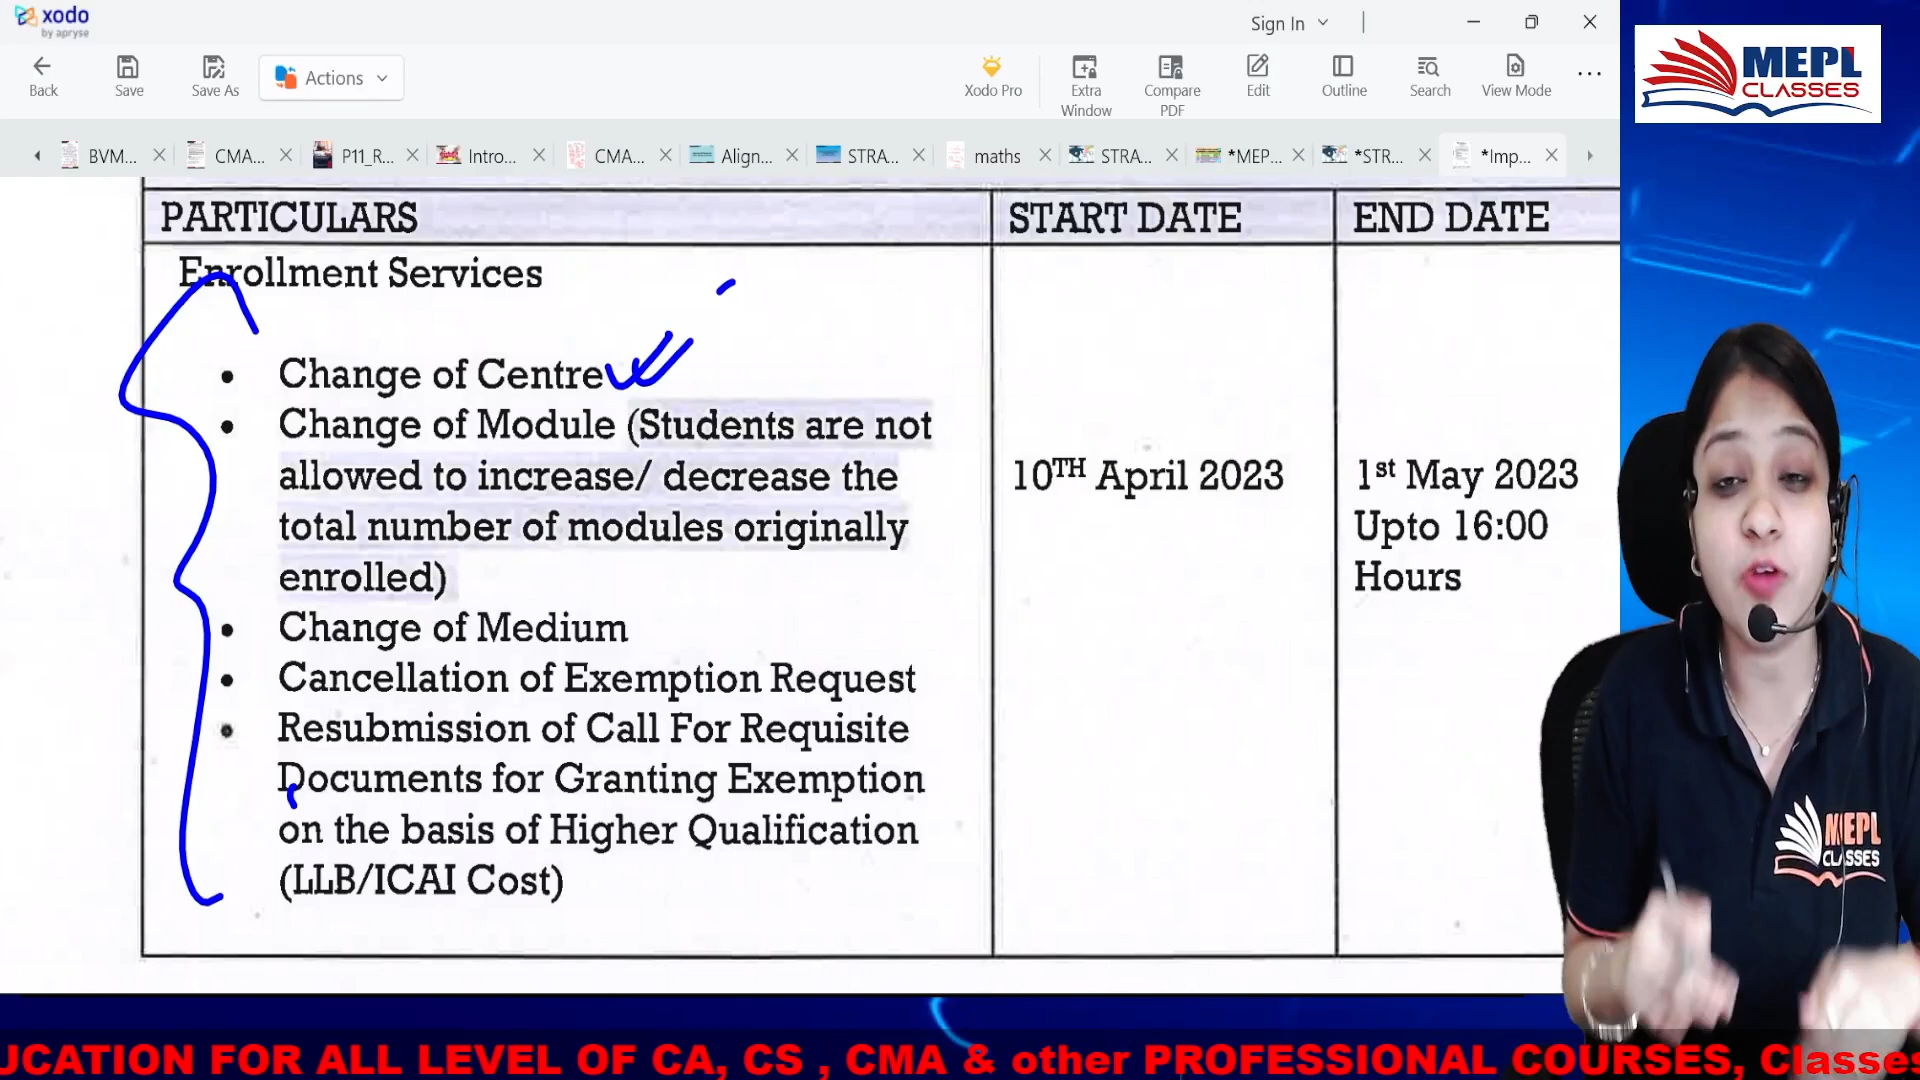 xodo
by apryse
Sign In
Back
Save
Save As
Actions
Xodo Pro
Extra Window
Compare PDF
Edit
Outline
Search
View Mode
BVM...
CMA...
P11_R...
Intro...
CMA...
Align...
STRA...
maths
STRA...
*MEP...
*STR...
*Imp...
MEPL
CLASSES
PARTICULARS
START DATE
END DATE
Enrollment Services
• Change of Centre
• Change of Module (Students are not
allowed to increase/ decrease the
total number of modules originally
enrolled)
• Change of Medium
• Cancellation of Exemption Request
• Resubmission of Call For Requisite
Documents for Granting Exemption
on the basis of Higher Qualification
(LLB/ICAI Cost)
10TH April 2023
1st May 2023
Upto 16:00
Hours
MEPL
CLASSES
UCATION FOR ALL LEVEL OF CA, CS , CMA & other PROFESSIONAL COURSES, Classes